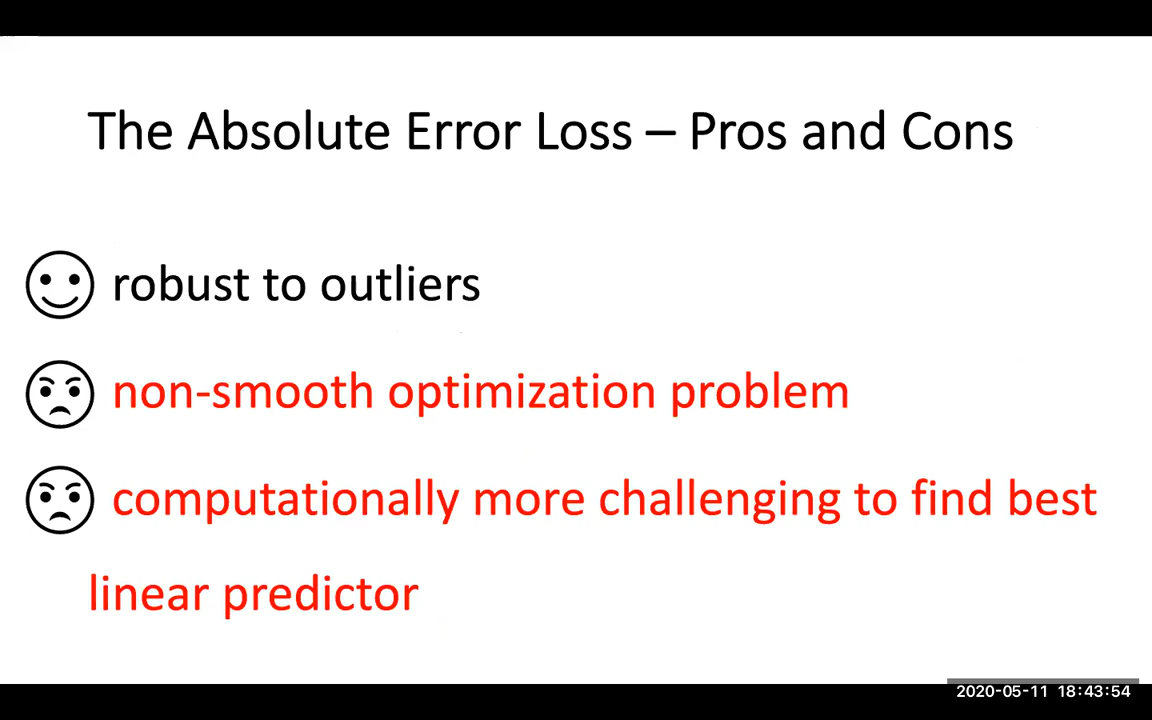 The Absolute Error Loss – Pros and Cons
robust to outliers
non-smooth optimization problem
computationally more challenging to find best
linear predictor
2020-05-11 18:43:54